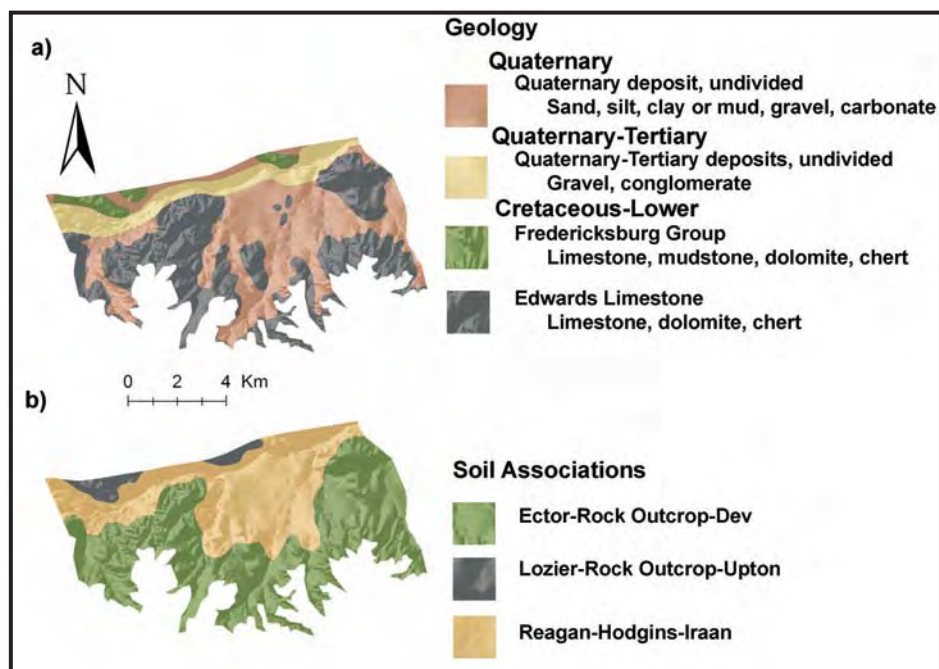 a)
N
Geology
Quaternary
Quaternary deposit, undivided
Sand, silt, clay or mud, gravel, carbonate
Quaternary-Tertiary
Quaternary-Tertiary deposits, undivided
Gravel, conglomerate
Cretaceous-Lower
Fredericksburg Group
Limestone, mudstone, dolomite, chert
Edwards Limestone
Limestone, dolomite, chert
0 2 4 Km
b)
Soil Associations
Ector-Rock Outcrop-Dev
Lozier-Rock Outcrop-Upton
Reagan-Hodgins-Iraan